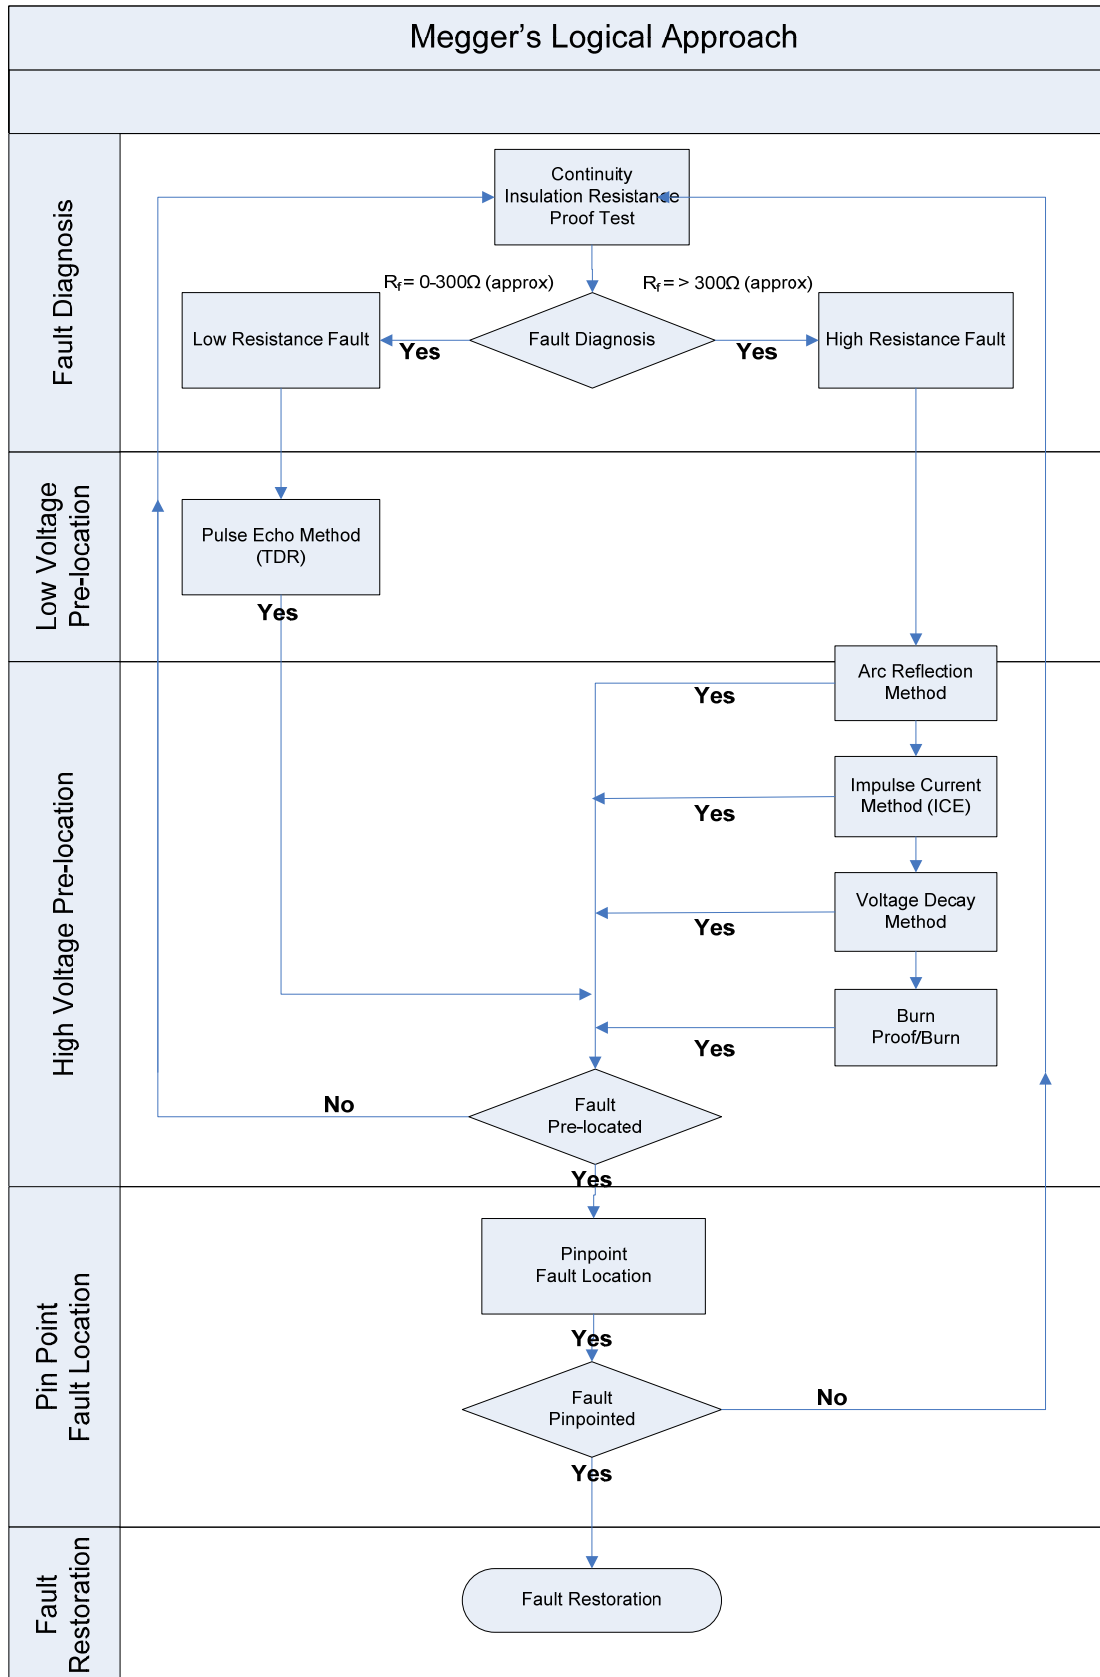 Megger's Logical Approach
Fault Diagnosis
Continuity
Insulation Resistance
Proof Test
Rf = 0-300Ω (approx)
Rf = > 300Ω (approx)
Low Resistance Fault
Yes
Fault Diagnosis
Yes
High Resistance Fault
Low Voltage
Pre-location
Pulse Echo Method
(TDR)
Yes
High Voltage Pre-location
Arc Reflection
Method
Yes
Impulse Current
Method (ICE)
Yes
Voltage Decay
Method
Yes
Burn
Proof/Burn
Yes
No
Fault
Pre-located
Yes
Pin Point
Fault Location
Pinpoint
Fault Location
Yes
Fault
Pinpointed
No
Yes
Fault
Restoration
Fault Restoration